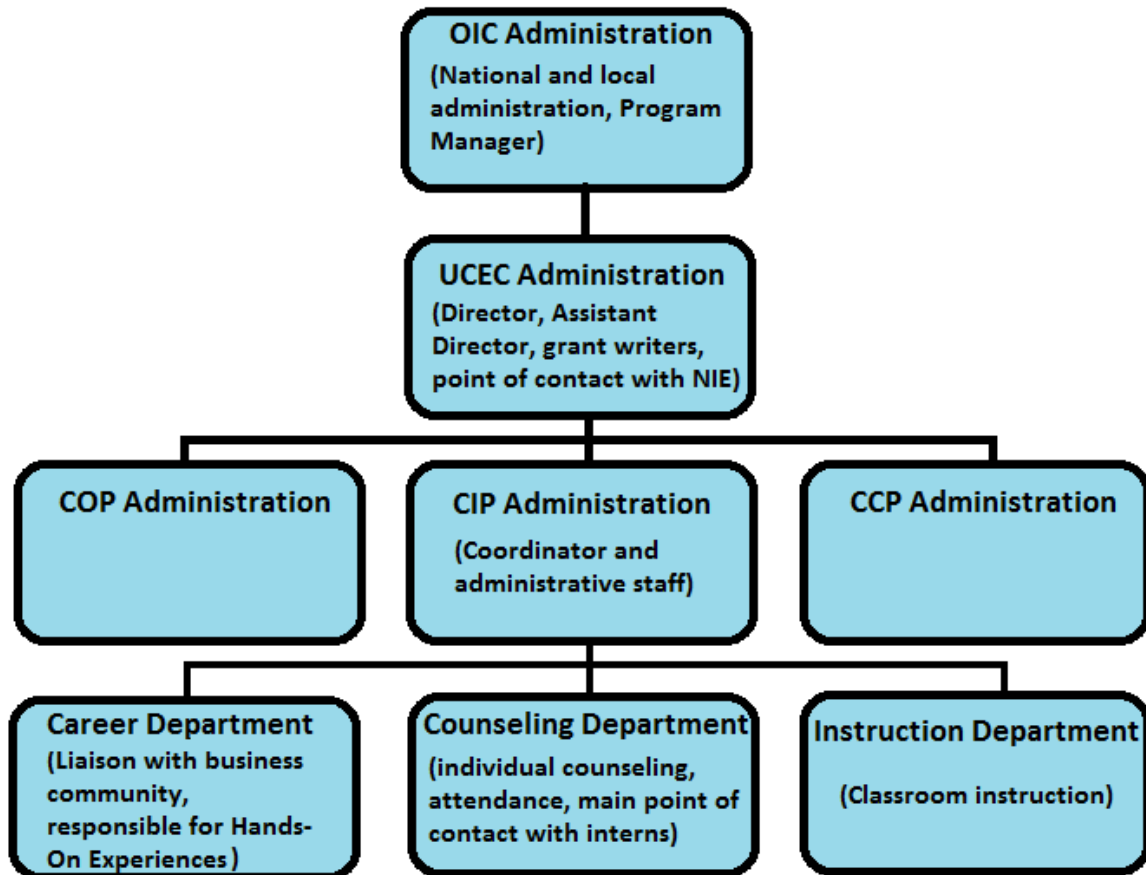 OIC Administration
(National and local
administration, Program
Manager)
UCEC Administration
(Director, Assistant
Director, grant writers,
point of contact with NIE)
COP Administration
CIP Administration
(Coordinator and
administrative staff)
CCP Administration
Career Department
(Liaison with business
community,
responsible for Hands-
On Experiences)
Counseling Department
(individual counseling,
attendance, main point of
contact with interns)
Instruction Department
(Classroom instruction)